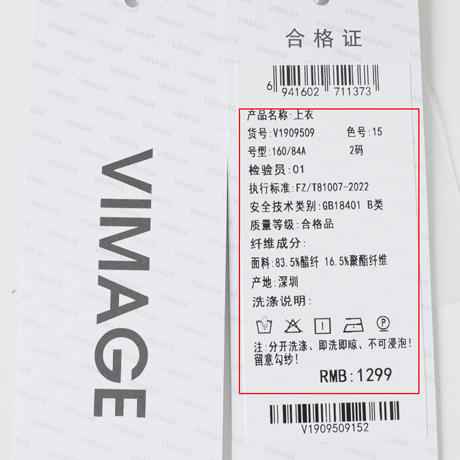 VIMAGE
合格证
6 941602 711373
产品名称:上衣
货号:V1909509 色号:15
号型:160/84A 2码
检验员:01
执行标准:FZ/T81007-2022
安全技术类别:GB18401 B类
质量等级:合格品
纤维成分:
面料:83.5%醋纤 16.5%聚酯纤维
产地:深圳
洗涤说明:
P
注:分开洗涤、即洗即晾、不可浸泡!
留意勾纱!
RMB:1299
V1909509152